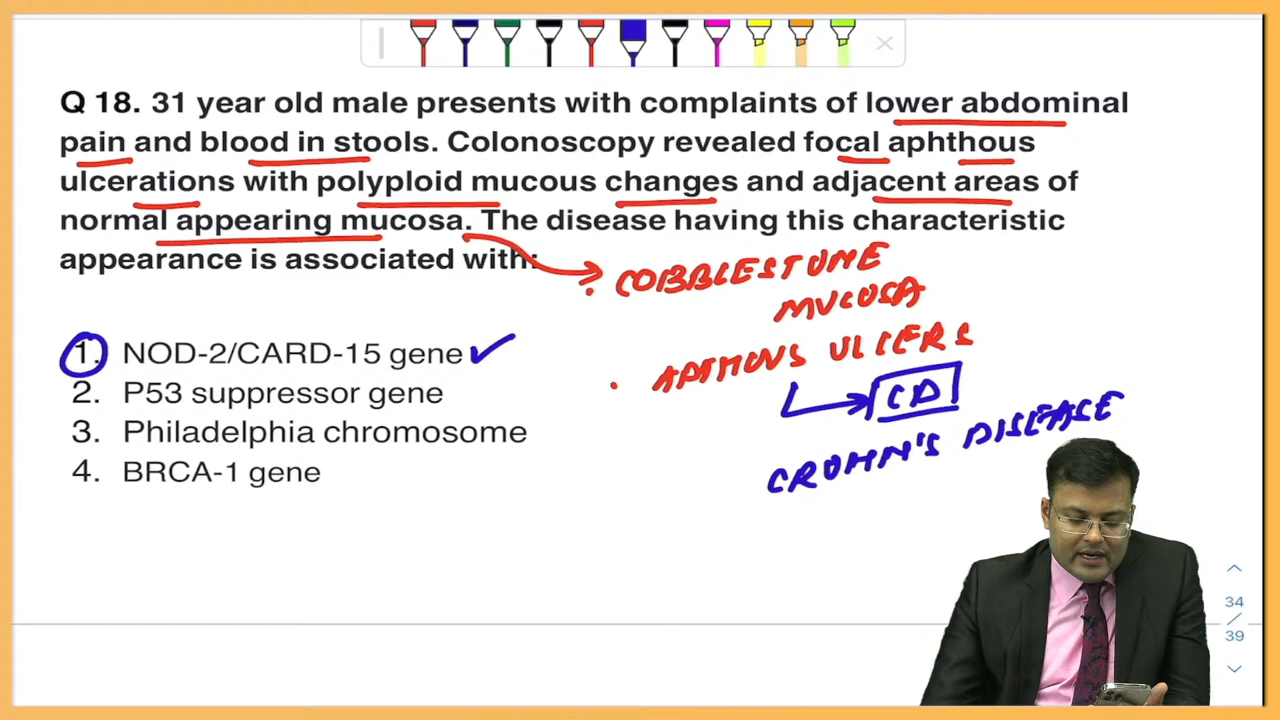 Q 18. 31 year old male presents with complaints of lower abdominal
pain and blood in stools. Colonoscopy revealed focal aphthous
ulcerations with polyploid mucous changes and adjacent areas of
normal appearing mucosa. The disease having this characteristic
appearance is associated with:
COBBLESTONE
MUCOSA
1. NOD-2/CARD-15 gene
APTHOUS ULCERS
2. P53 suppressor gene
CD
3. Philadelphia chromosome
CROHN'S DISEASE
4. BRCA-1 gene
34
/
39